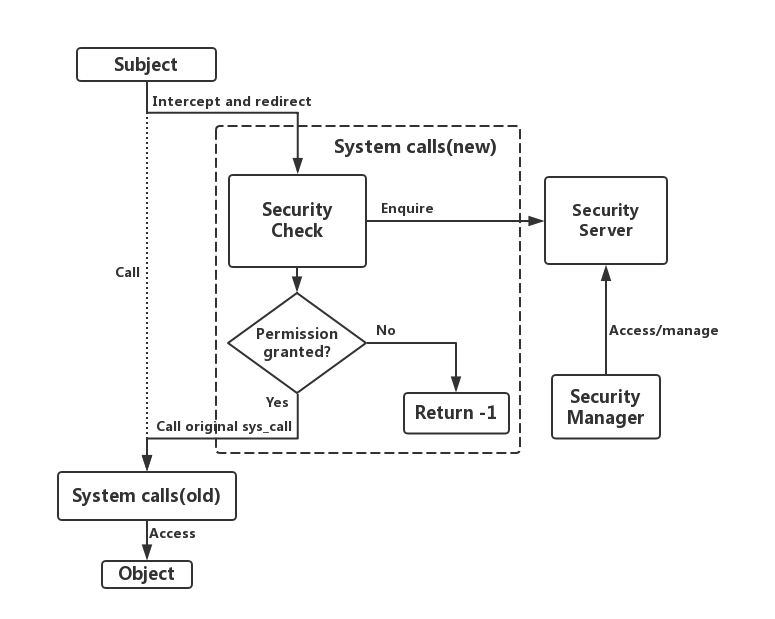 Subject
Intercept and redirect
System calls(new)
Security
Check
Enquire
Security
Server
Call
Permission
granted?
No
Access/manage
Yes
Return -1
Security
Manager
Call original sys_call
System calls(old)
Access
Object